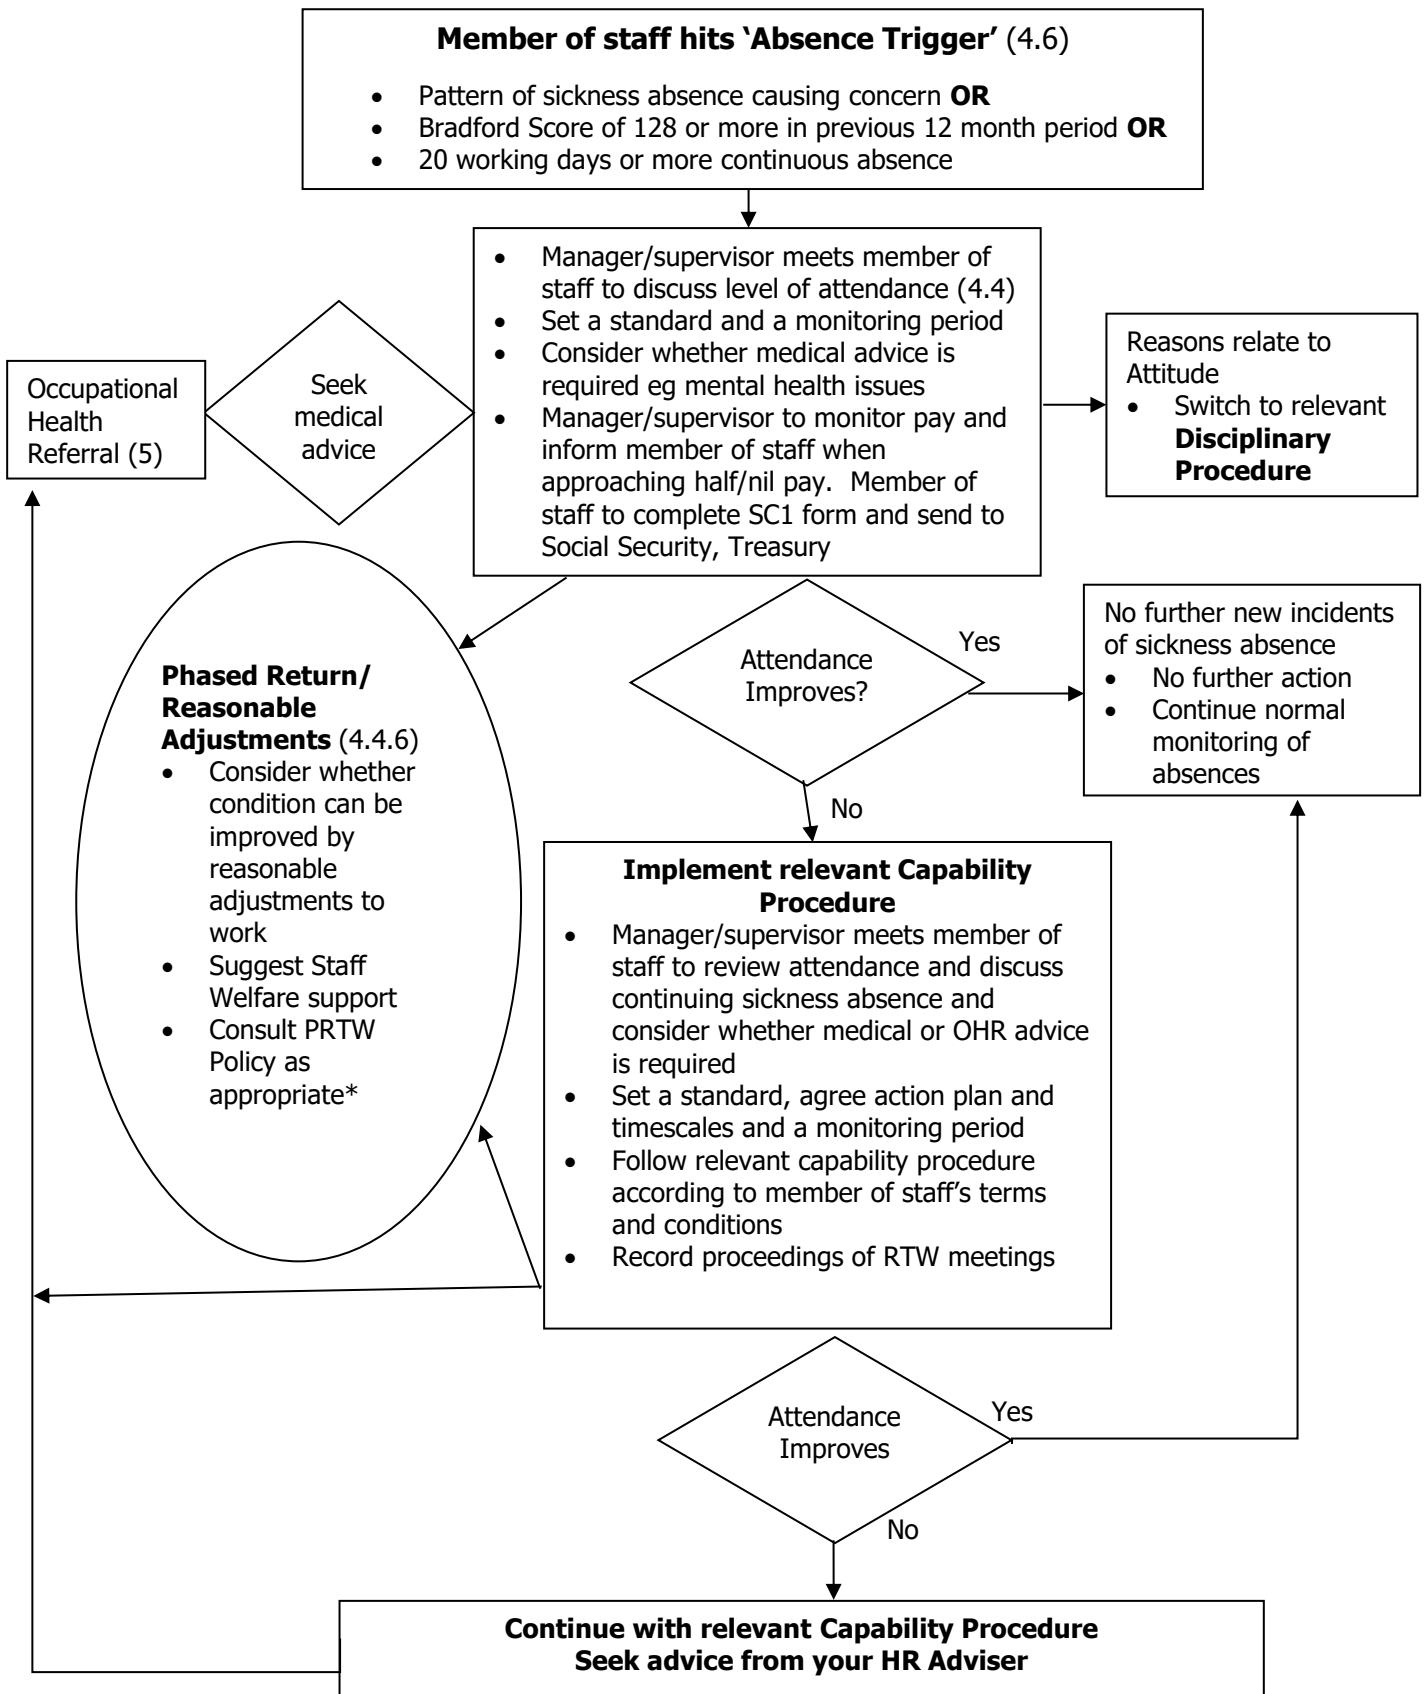 Member of staff hits ‘Absence Trigger’ (4.6)
• Pattern of sickness absence causing concern OR
• Bradford Score of 128 or more in previous 12 month period OR
• 20 working days or more continuous absence
• Manager/supervisor meets member of
staff to discuss level of attendance (4.4)
• Set a standard and a monitoring period
• Consider whether medical advice is
required eg mental health issues
• Manager/supervisor to monitor pay and
inform member of staff when
approaching half/nil pay.  Member of
staff to complete SC1 form and send to
Social Security, Treasury
Seek
medical
advice
Occupational
Health
Referral (5)
Reasons relate to
Attitude
• Switch to relevant
Disciplinary
Procedure
Phased Return/
Reasonable
Adjustments (4.4.6)
• Consider whether
condition can be
improved by
reasonable
adjustments to
work
• Suggest Staff
Welfare support
• Consult PRTW
Policy as
appropriate*
Attendance
Improves?
Yes
No further new incidents
of sickness absence
• No further action
• Continue normal
monitoring of
absences
No
Implement relevant Capability
Procedure
• Manager/supervisor meets member of
staff to review attendance and discuss
continuing sickness absence and
consider whether medical or OHR advice
is required
• Set a standard, agree action plan and
timescales and a monitoring period
• Follow relevant capability procedure
according to member of staff’s terms
and conditions
• Record proceedings of RTW meetings
Attendance
Improves
Yes
No
Continue with relevant Capability Procedure
Seek advice from your HR Adviser